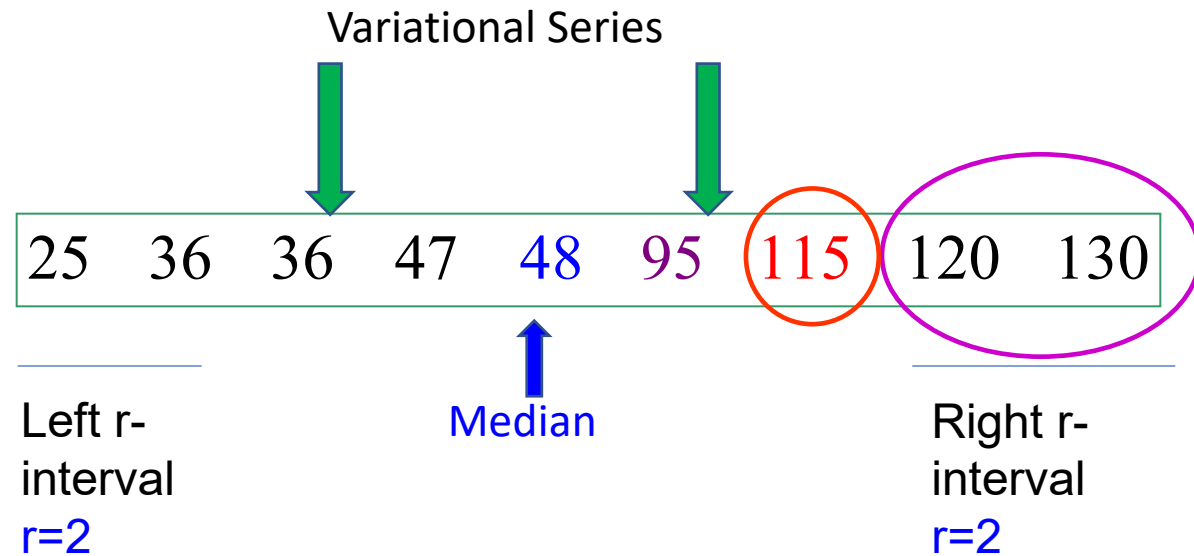 Variational Series
25 36 36 47 48 95 115 120 130
Left r-
interval
r=2
Median
Right r-
interval
r=2